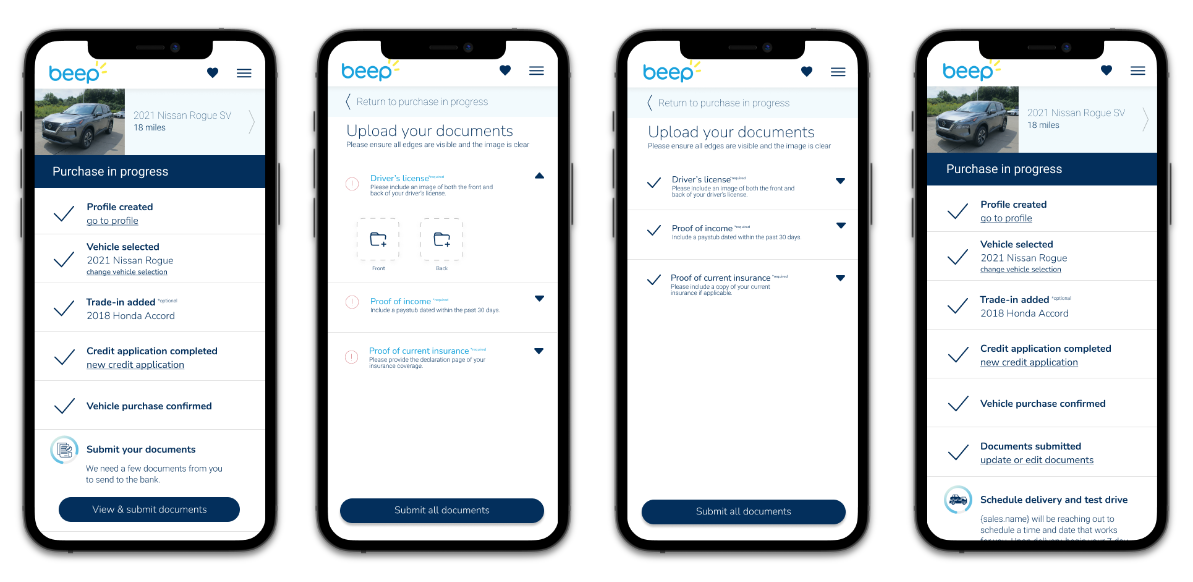 beep
2021 Nissan Rogue SV
18 miles
Purchase in progress
Profile created
go to profile
Vehicle selected
2021 Nissan Rogue
change vehicle selection
Trade-in added *optional
2018 Honda Accord
Credit application completed
new credit application
Vehicle purchase confirmed
Submit your documents
We need a few documents from you
to send to the bank.
View & submit documents
beep
Return to purchase in progress
Upload your documents
Please ensure all edges are visible and the image is clear
Driver's license *required
Please include an image of both the front and
back of your driver's license.
Front
Back
Proof of income *required
Include a paystub dated within the past 30 days
Proof of current insurance *required
Please provide the declaration page of your
insurance coverage.
Submit all documents
beep
Return to purchase in progress
Upload your documents
Please ensure all edges are visible and the image is clear
Driver's license *required
Please include an image of both the front and
back of your driver's license.
Proof of income *required
Include a paystub dated within the past 30 days
Proof of current insurance *required
Please include a copy of your current
insurance if applicable.
Submit all documents
beep
2021 Nissan Rogue SV
18 miles
Purchase in progress
Profile created
go to profile
Vehicle selected
2021 Nissan Rogue
change vehicle selection
Trade-in added *optional
2018 Honda Accord
Credit application completed
new credit application
Vehicle purchase confirmed
Documents submitted
update or edit documents
Schedule delivery and test drive
{sales.name} will be reaching out to
schedule a time and date that works